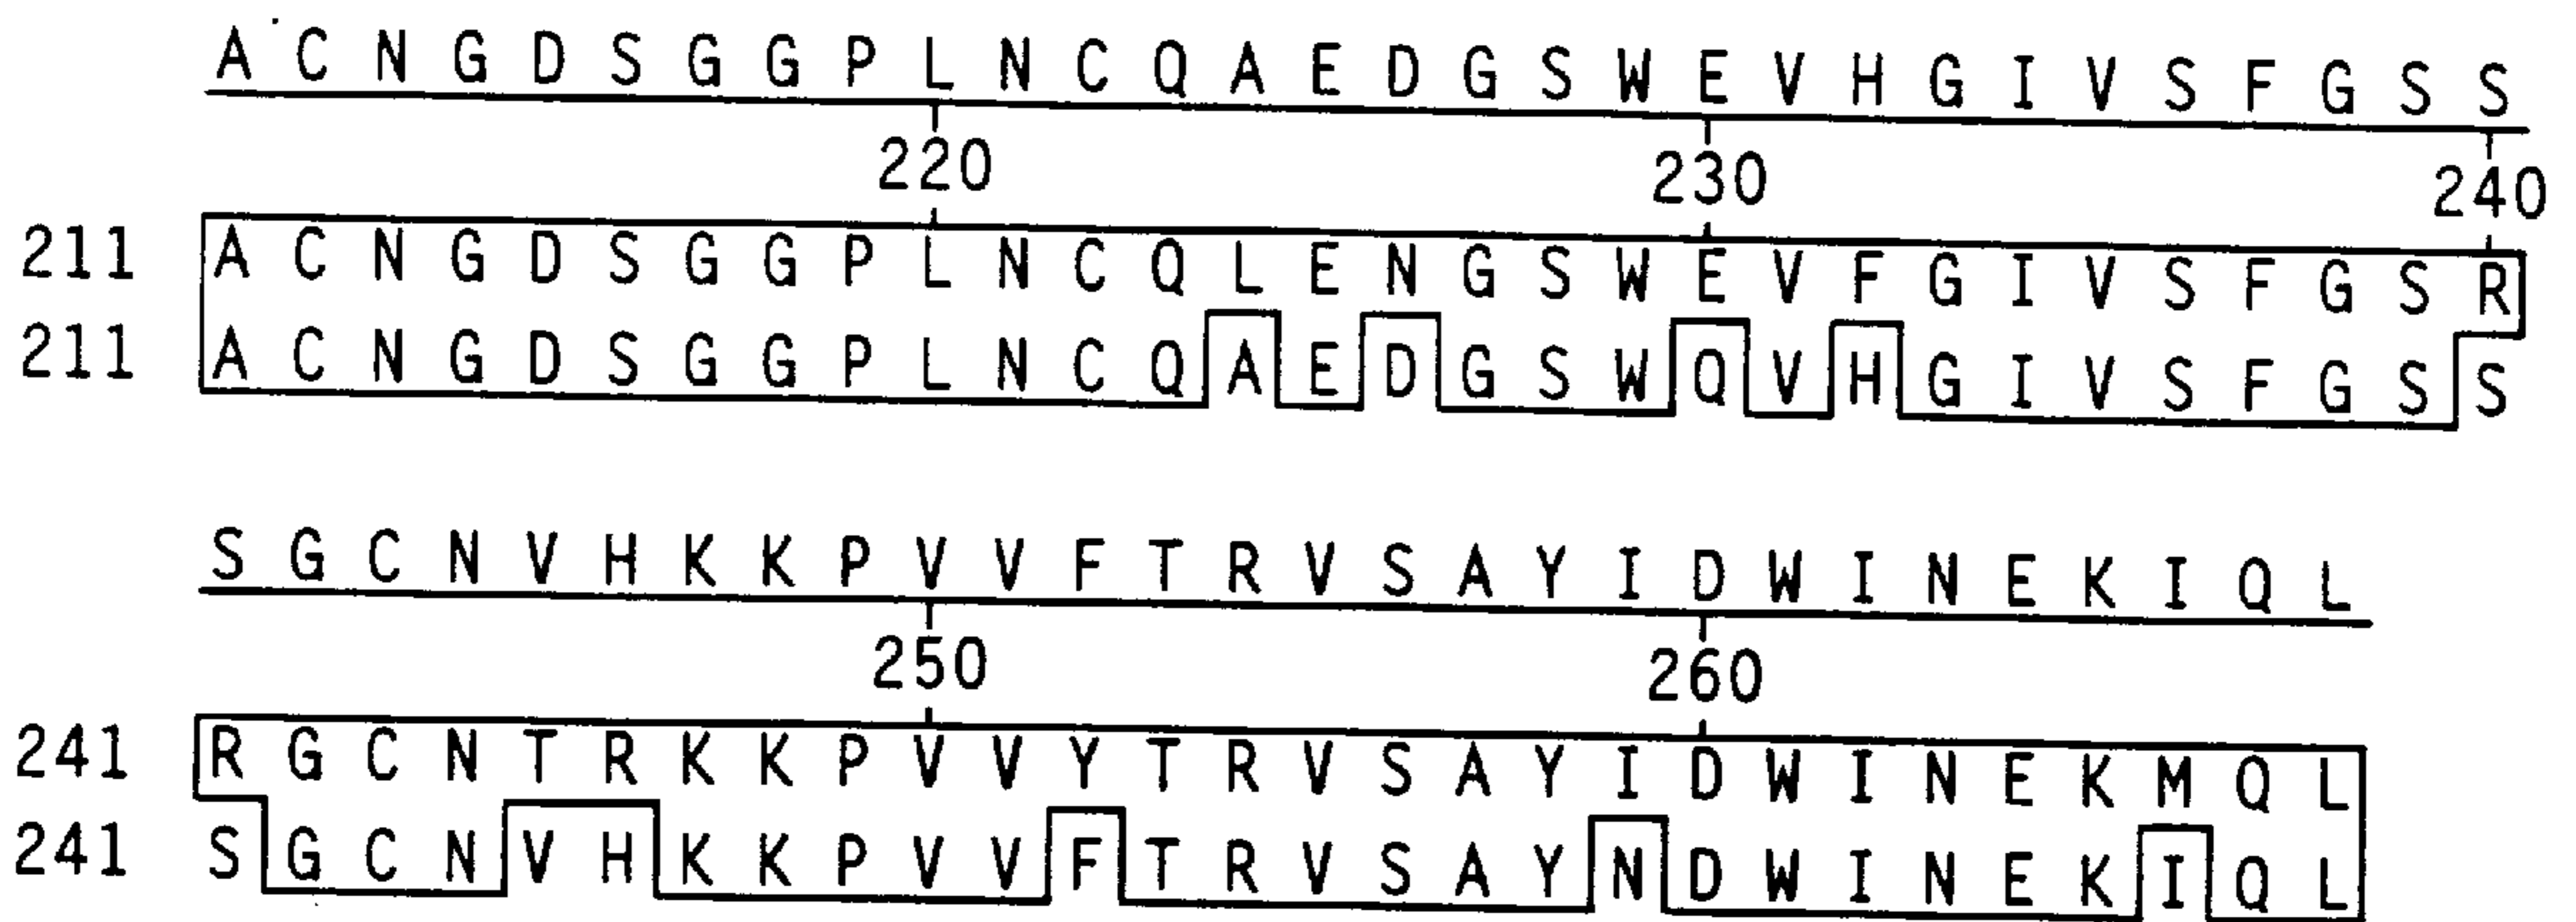 A C N G D S G G P L N C Q A E D G S W E V H G I V S F G S S
220 230 240
211 A C N G D S G G P L N C Q L E N G S W E V F G I V S F G S R
211 A C N G D S G G P L N C Q A E D G S W Q V H G I V S F G S S
S G C N V H K K P V V F T R V S A Y I D W I N E K I Q L
250 260
241 R G C N T R K K P V V Y T R V S A Y I D W I N E K M Q L
241 S G C N V H K K P V V F T R V S A Y N D W I N E K I Q L